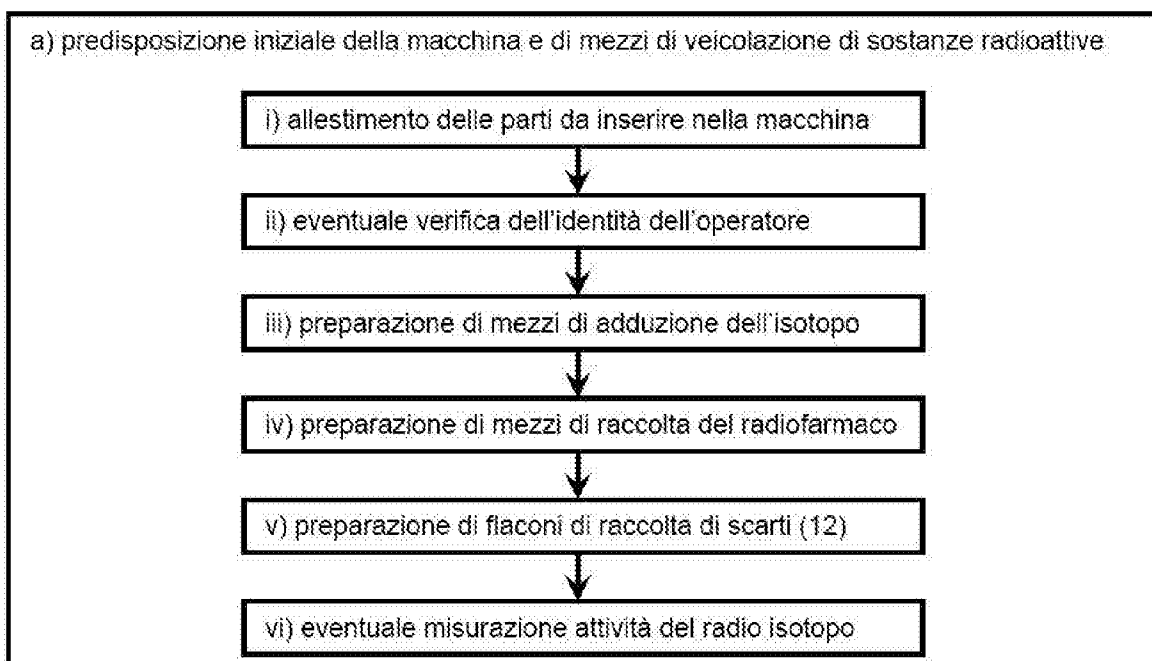 a) predisposizione iniziale della macchina e di mezzi di veicolazione di sostanze radioattive
i) allestimento delle parti da inserire nella macchina
ii) eventuale verifica dell'identità dell'operatore
iii) preparazione di mezzi di adduzione dell'isotopo
iv) preparazione di mezzi di raccolta del radiofarmaco
v) preparazione di flaconi di raccolta di scarti (12)
vi) eventuale misurazione attività del radio isotopo